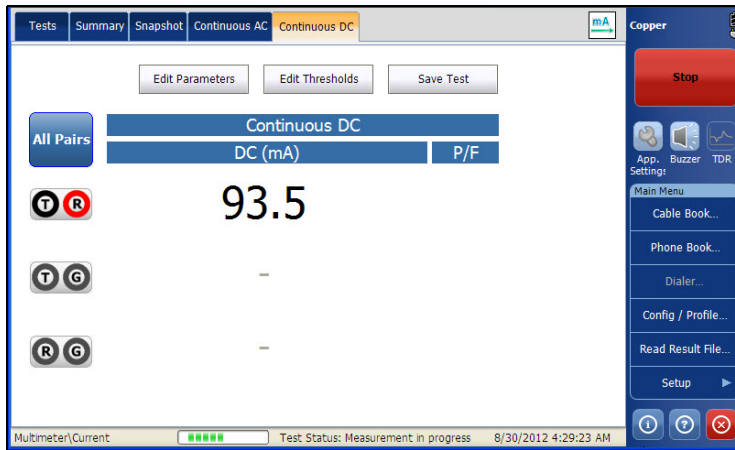 Tests Summary Snapshot Continuous AC Continuous DC mA
Edit Parameters Edit Thresholds Save Test
All Pairs
Continuous DC
DC (mA) P/F
T R 93.5
T G –
R G –
Multimeter\Current Test Status: Measurement in progress 8/30/2012 4:29:23 AM
Copper
Stop
App. Settings Buzzer TDR
Main Menu
Cable Book...
Phone Book...
Dialer...
Config / Profile...
Read Result File...
Setup